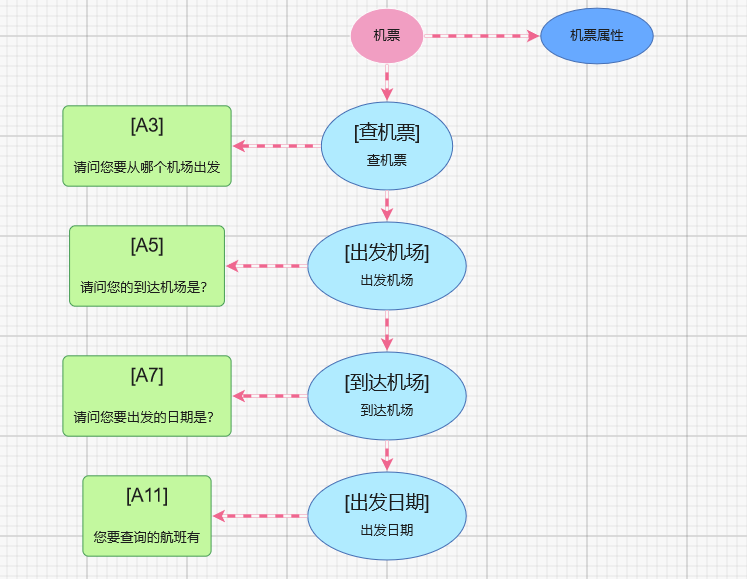 机票
机票属性
[A3]
请问您要从哪个机场出发
[查机票]
查机票
[A5]
请问您的到达机场是?
[出发机场]
出发机场
[A7]
请问您要出发的日期是?
[到达机场]
到达机场
[A11]
您要查询的航班有
[出发日期]
出发日期